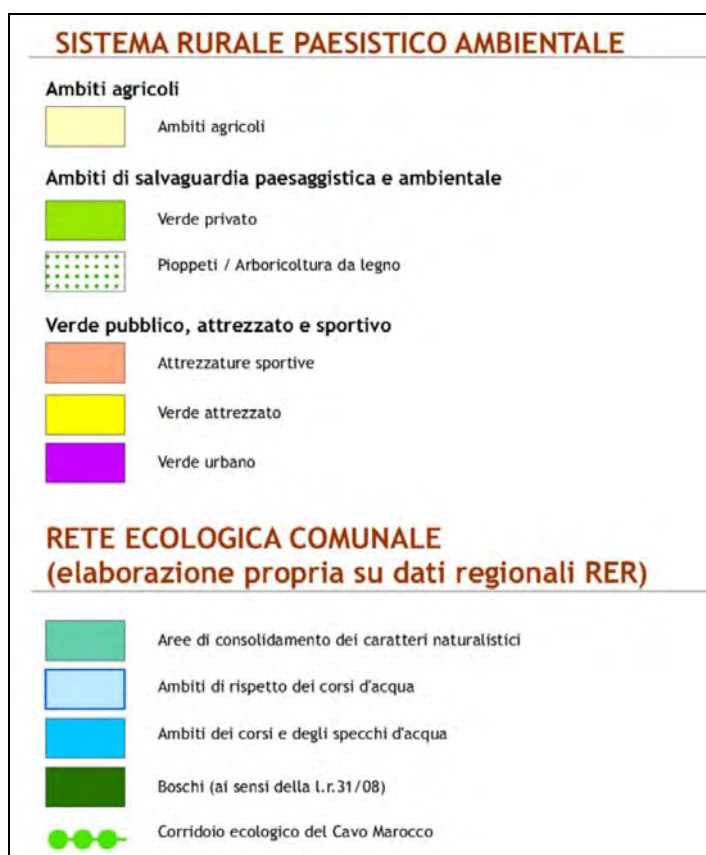 SISTEMA RURALE PAESISTICO AMBIENTALE
Ambiti agricoli
Ambiti agricoli
Ambiti di salvaguardia paesaggistica e ambientale
Verde privato
Pioppeti / Arboricoltura da legno
Verde pubblico, attrezzato e sportivo
Attrezzature sportive
Verde attrezzato
Verde urbano
RETE ECOLOGICA COMUNALE
(elaborazione propria su dati regionali RER)
Aree di consolidamento dei caratteri naturalistici
Ambiti di rispetto dei corsi d'acqua
Ambiti dei corsi e degli specchi d'acqua
Boschi (ai sensi della l.r.31/08)
Corridoio ecologico del Cavo Marocco